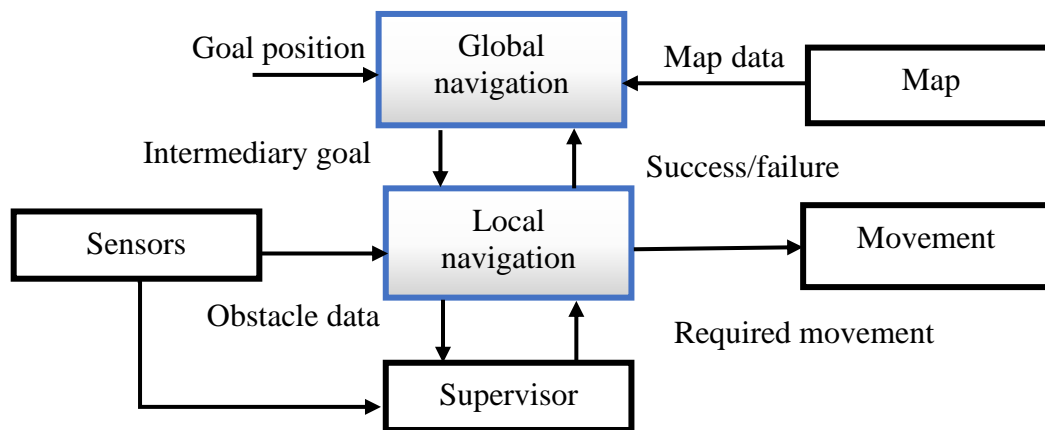 Goal position
Global
navigation
Map data
Map
Intermediary goal
Success/failure
Sensors
Local
navigation
Movement
Obstacle data
Required movement
Supervisor